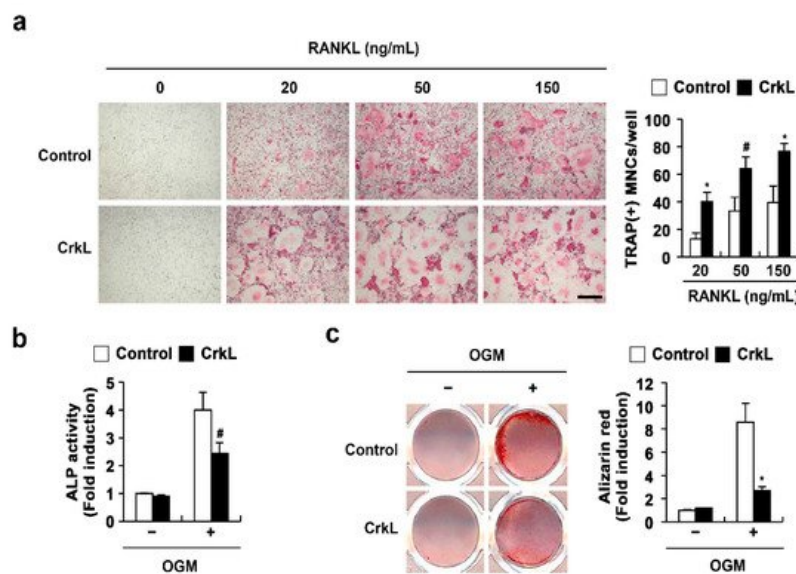 a
RANKL (ng/mL)
0 20 50 150
Control
CrkL
Control CrkL
TRAP(+) MNCs/well
100
80
60
40
20
0
* # *
20 50 150
RANKL (ng/mL)
b
Control CrkL
ALP activity
(Fold induction)
5
4
3
2
1
0
#
− +
OGM
c
OGM
− +
Control
CrkL
Control CrkL
Alizarin red
(Fold induction)
12
10
8
6
4
2
0
*
− +
OGM